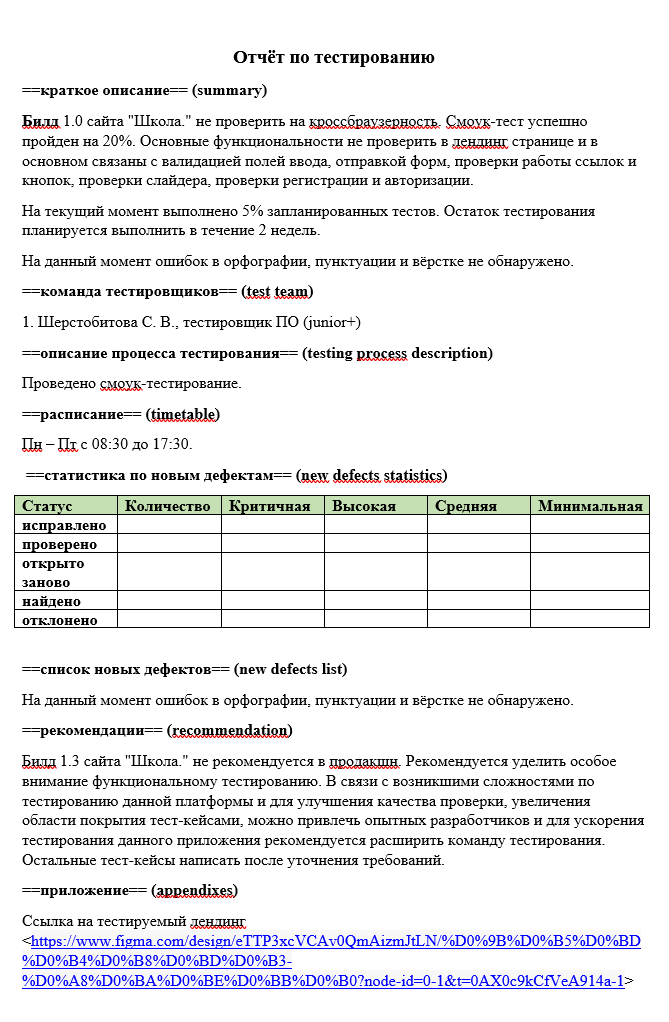 Отчёт по тестированию
==краткое описание== (summary)
Билд 1.0 сайта "Школа." не проверить на кроссбраузерность. Смоук-тест успешно
пройден на 20%. Основные функциональности не проверить в лендинг странице и в
основном связаны с валидацией полей ввода, отправкой форм, проверки работы ссылок и
кнопок, проверки слайдера, проверки регистрации и авторизации.
На текущий момент выполнено 5% запланированных тестов. Остаток тестирования
планируется выполнить в течение 2 недель.
На данный момент ошибок в орфографии, пунктуации и вёрстке не обнаружено.
==команда тестировщиков== (test team)
1. Шерстобитова С. В., тестировщик ПО (junior+)
==описание процесса тестирования== (testing process description)
Проведено смоук-тестирование.
==расписание== (timetable)
Пн – Пт с 08:30 до 17:30.
==статистика по новым дефектам== (new defects statistics)
Статус Количество Критичная Высокая Средняя Минимальная
исправлено
проверено
открыто
заново
найдено
отклонено
==список новых дефектов== (new defects list)
На данный момент ошибок в орфографии, пунктуации и вёрстке не обнаружено.
==рекомендации== (recommendation)
Билд 1.3 сайта "Школа." не рекомендуется в продакшн. Рекомендуется уделить особое
внимание функциональному тестированию. В связи с возникшими сложностями по
тестированию данной платформы и для улучшения качества проверки, увеличения
области покрытия тест-кейсами, можно привлечь опытных разработчиков и для ускорения
тестирования данного приложения рекомендуется расширить команду тестирования.
Остальные тест-кейсы написать после уточнения требований.
==приложение== (appendixes)
Ссылка на тестируемый лендинг
<https://www.figma.com/design/eTTP3xcVCAv0QmAizmJtLN/%D0%9B%D0%B5%D0%BD
%D0%B4%D0%B8%D0%BD%D0%B3-
%D0%A8%D0%BA%D0%BE%D0%BB%D0%B0?node-id=0-1&t=0AX0c9kCfVeA914a-1>